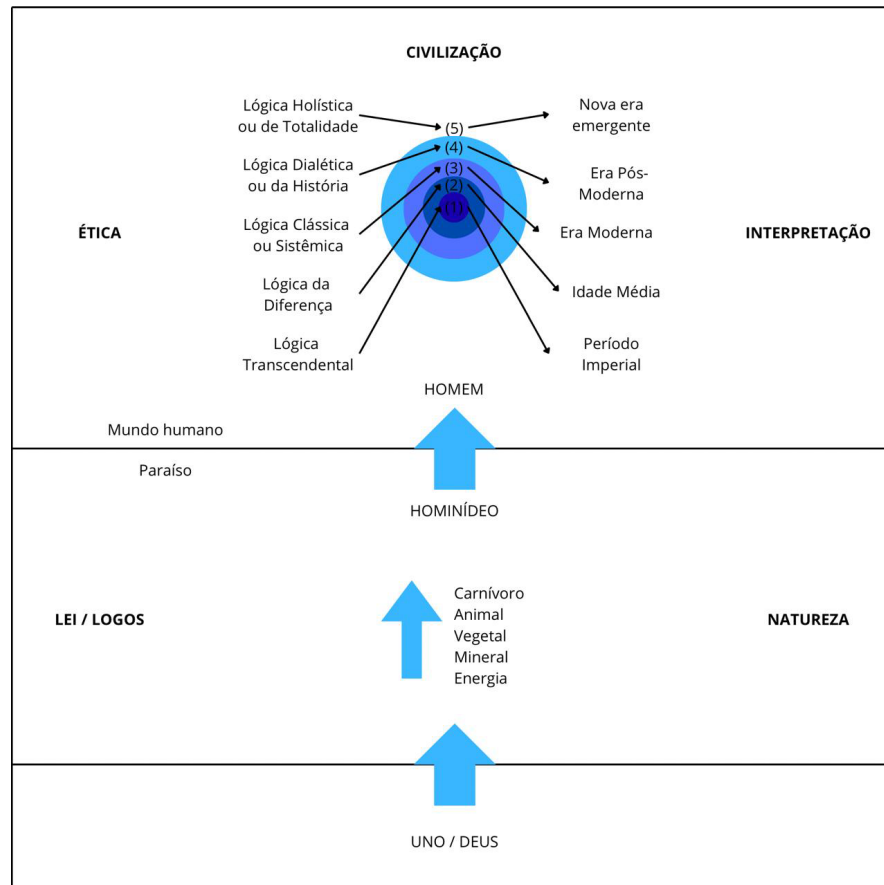 CIVILIZAÇÃO
Lógica Holística
ou de Totalidade
(5)
Nova era
emergente
(4)
Lógica Dialética
ou da História
(3)
Era Pós-
Moderna
(2)
(1)
ÉTICA
Lógica Clássica
ou Sistêmica
Era Moderna
INTERPRETAÇÃO
Lógica da
Diferença
Idade Média
Lógica
Transcendental
Período
Imperial
HOMEM
Mundo humano
Paraíso
HOMINÍDEO
LEI / LOGOS
Carnívoro
Animal
Vegetal
Mineral
Energia
NATUREZA
UNO / DEUS